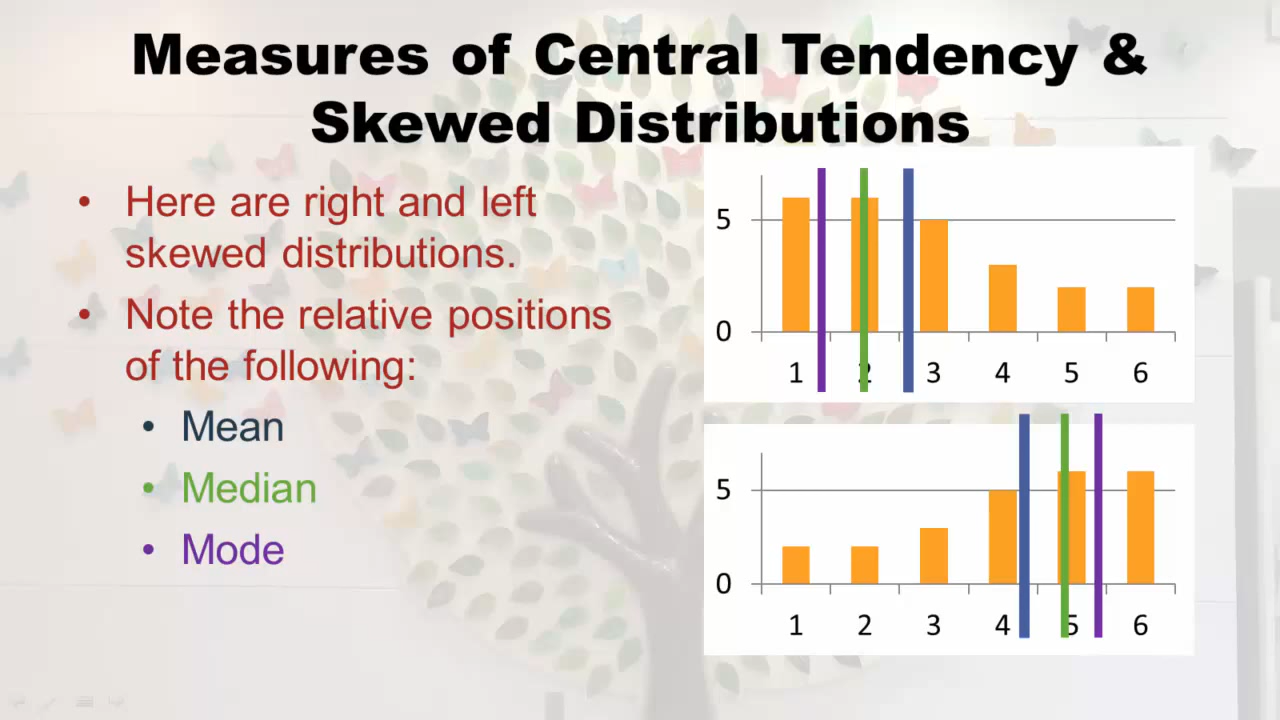 Measures of Central Tendency &
Skewed Distributions
• Here are right and left
skewed distributions.
• Note the relative positions
of the following:
• Mean
• Median
• Mode
5
0
1 2 3 4 5 6
5
0
1 2 3 4 5 6